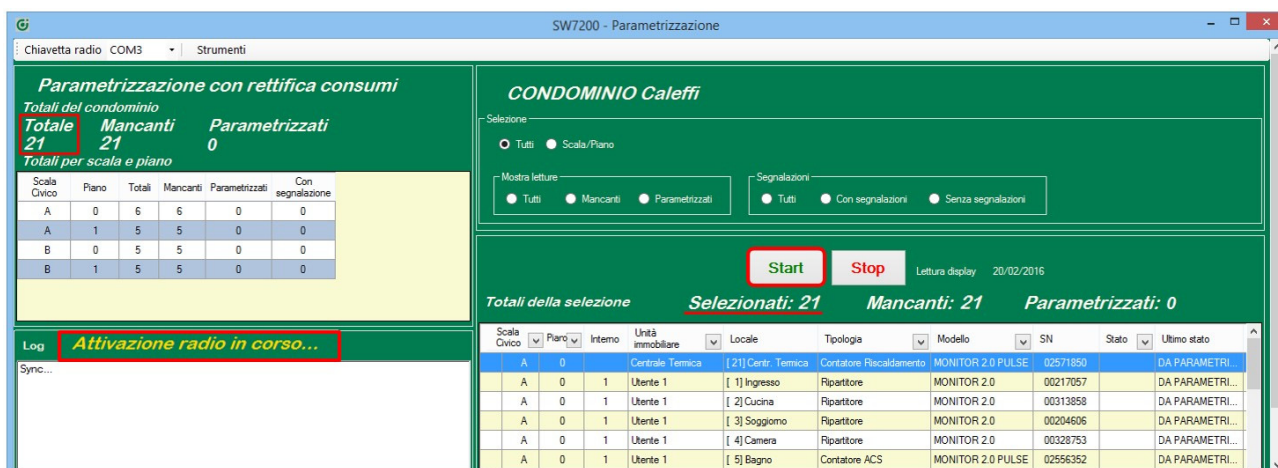 SW7200 - Parametrizzazione
Chiavetta radio COM3 Strumenti
Parametrizzazione con rettifica consumi
Totali del condominio
Totale Mancanti Parametrizzati
21 21 0
Totali per scala e piano
Scala Civico Piano Totali Mancanti Parametrizzati Con segnalazione
A 0 6 6 0 0
A 1 5 5 0 0
B 0 5 5 0 0
B 1 5 5 0 0
Log Attivazione radio in corso...
Sync...
CONDOMINIO Caleffi
Selezione
Tutti Scala/Piano
Mostra letture
Tutti Mancanti Parametrizzati
Segnalazioni
Tutti Con segnalazioni Senza segnalazioni
Start Stop Lettura display 20/02/2016
Totali della selezione Selezionati: 21 Mancanti: 21 Parametrizzati: 0
Scala Civico Piano Interno Unità immobiliare Locale Tipologia Modello SN Stato Ultimo stato
A 0 Centrale Termica [ 21] Centr. Termica Contatore Riscaldamento MONITOR 2.0 PULSE 02571850 DA PARAMETRI...
A 0 1 Utente 1 [ 1] Ingresso Ripartitore MONITOR 2.0 00217057 DA PARAMETRI...
A 0 1 Utente 1 [ 2] Cucina Ripartitore MONITOR 2.0 00313858 DA PARAMETRI...
A 0 1 Utente 1 [ 3] Soggiorno Ripartitore MONITOR 2.0 00204606 DA PARAMETRI...
A 0 1 Utente 1 [ 4] Camera Ripartitore MONITOR 2.0 00328753 DA PARAMETRI...
A 0 1 Utente 1 [ 5] Bagno Contatore ACS MONITOR 2.0 PULSE 02556352 DA PARAMETRI...